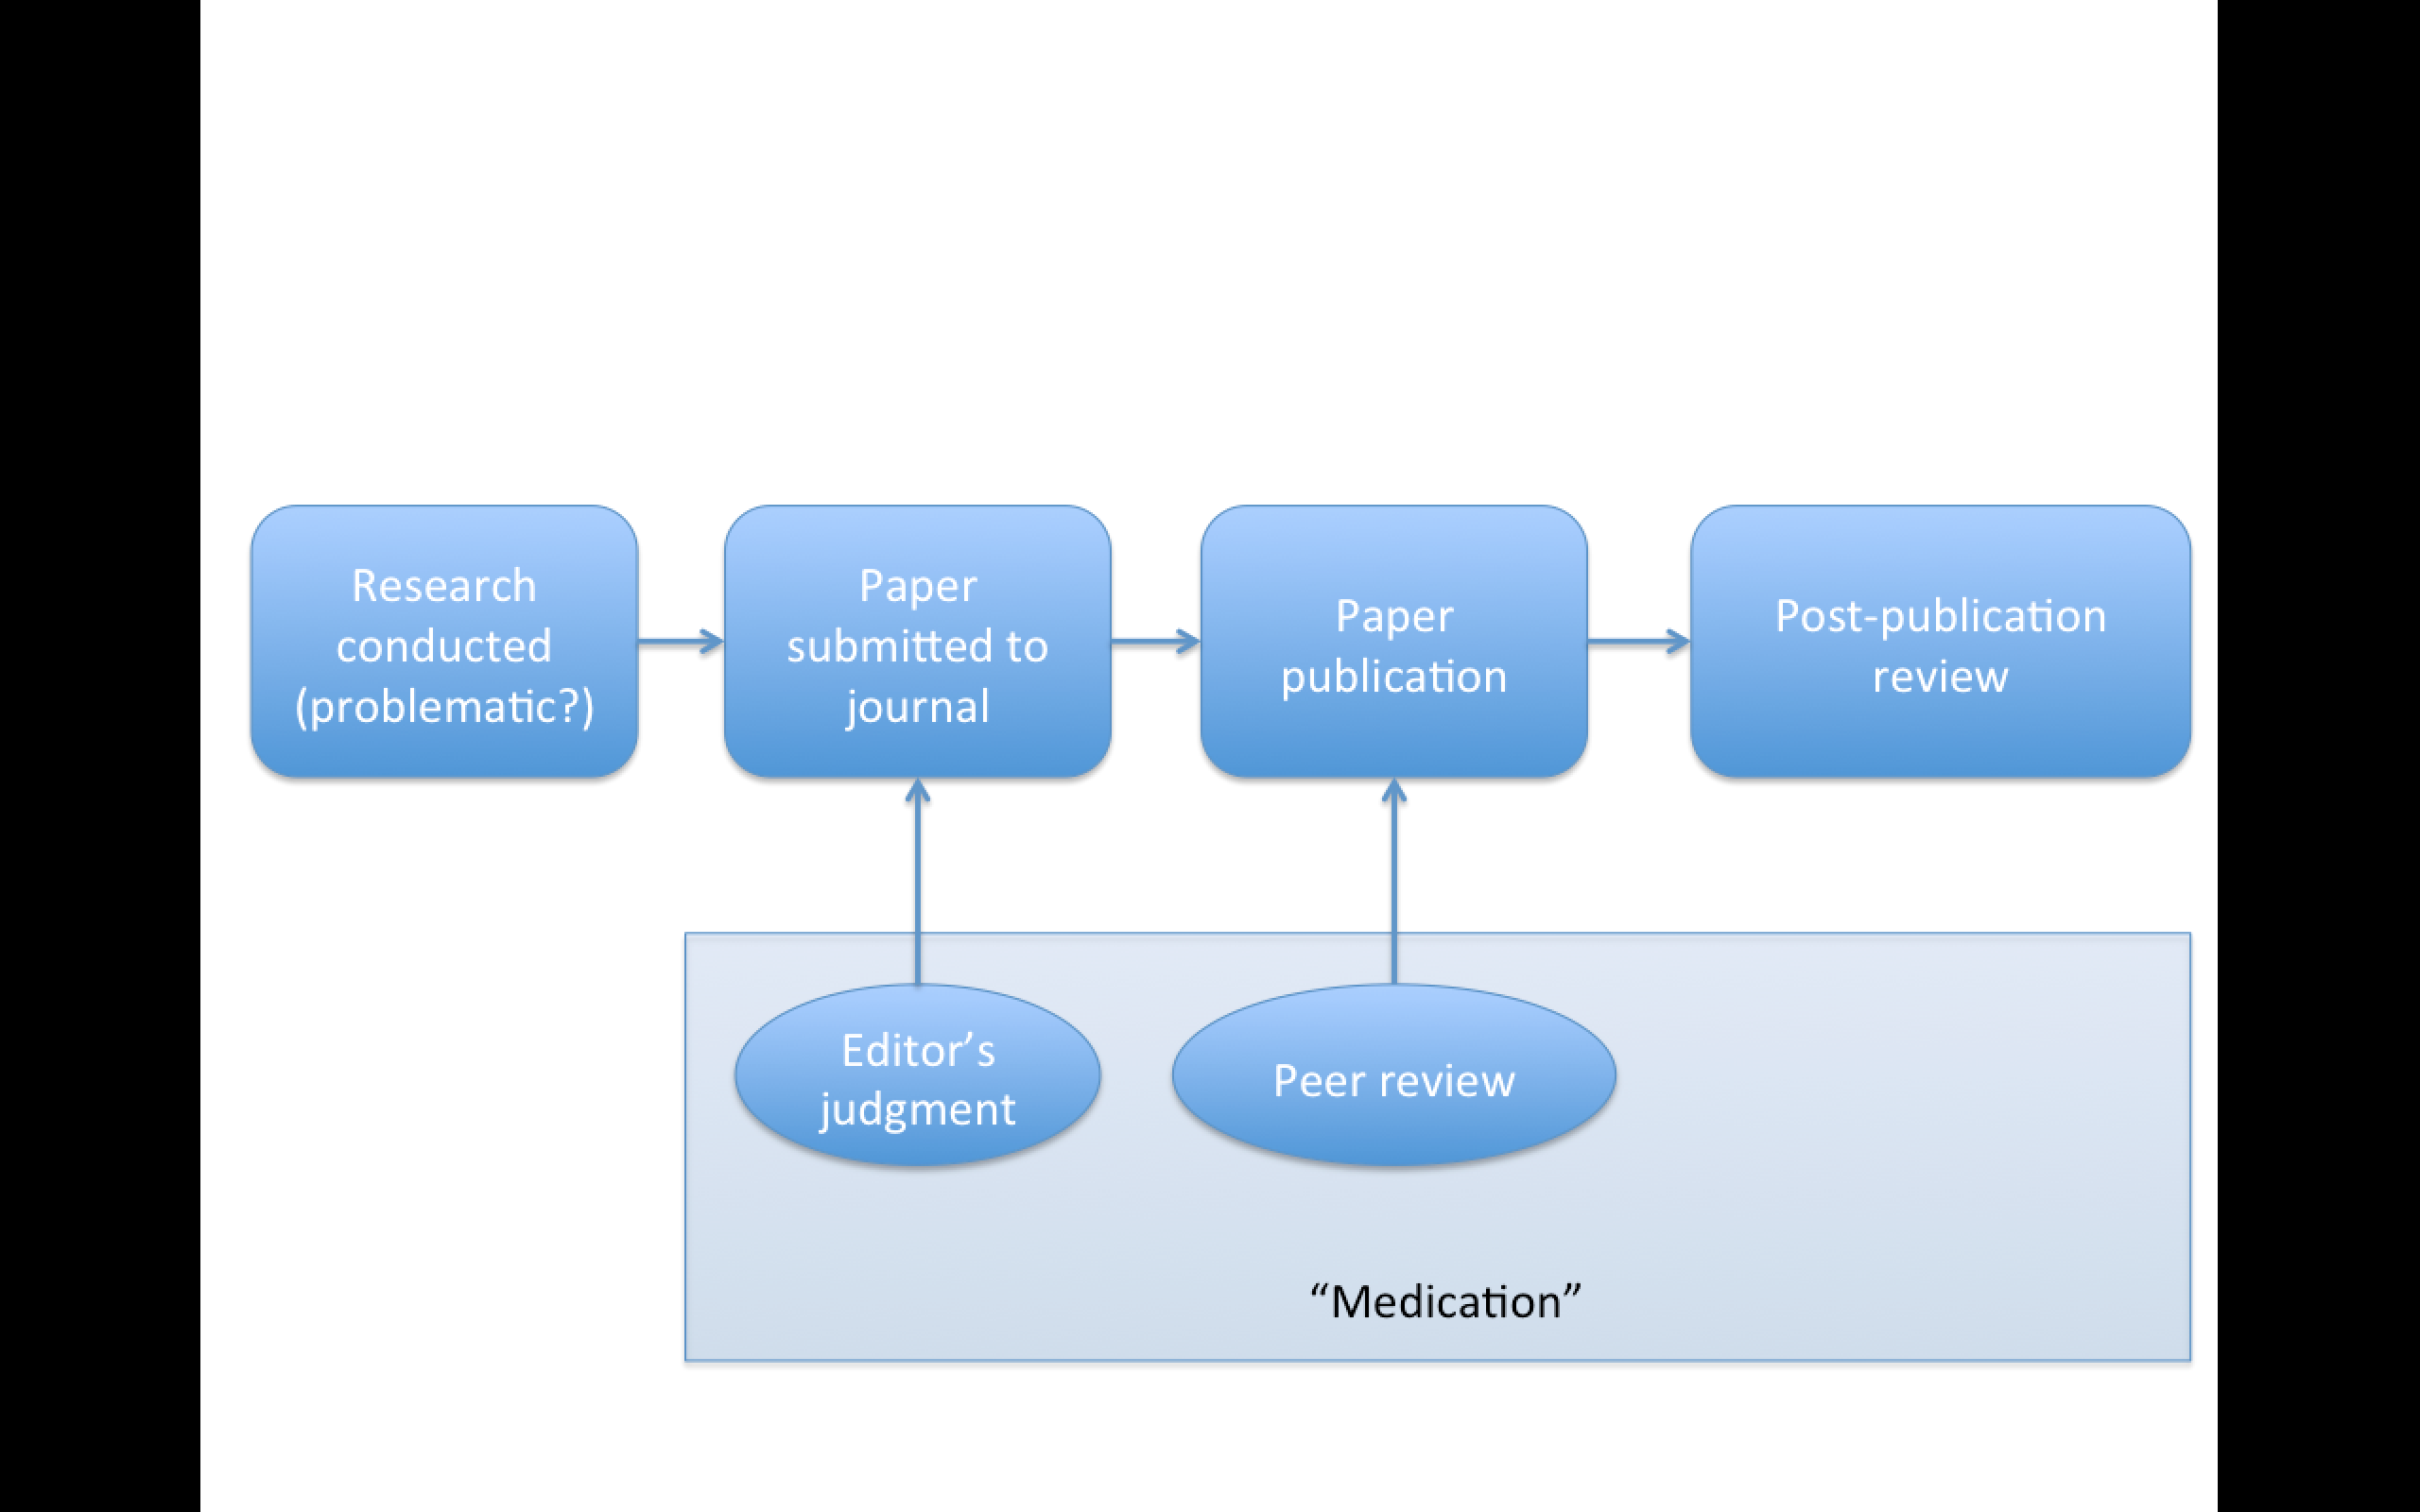 Research
conducted
(problematic?)
Paper
submitted to
journal
Paper
publication
Post-publication
review
Editor’s
judgment
Peer review
“Medication”